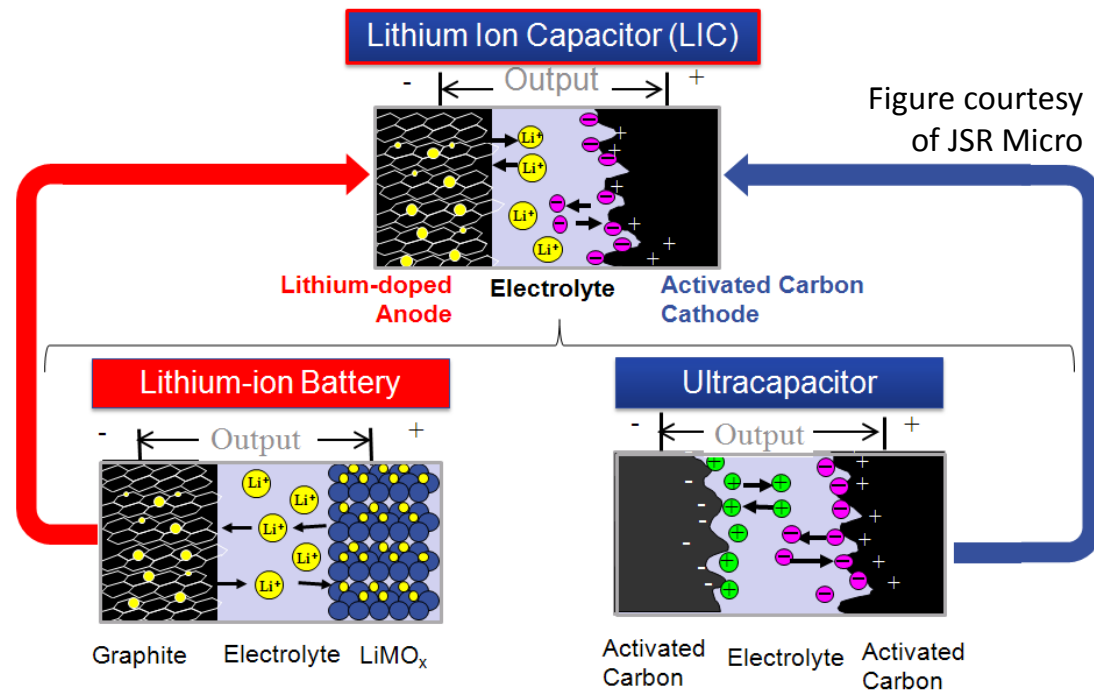 Lithium Ion Capacitor (LIC)
- Output +
Figure courtesy
of JSR Micro
Li+
Li+
Li+
Li+
Lithium-doped
Anode
Electrolyte
Activated Carbon
Cathode
Lithium-ion Battery
- Output +
Li+
Li+
Li+
Li+
Li+
Graphite
Electrolyte
LiMOx
Ultracapacitor
- Output +
Activated
Carbon
Electrolyte
Activated
Carbon